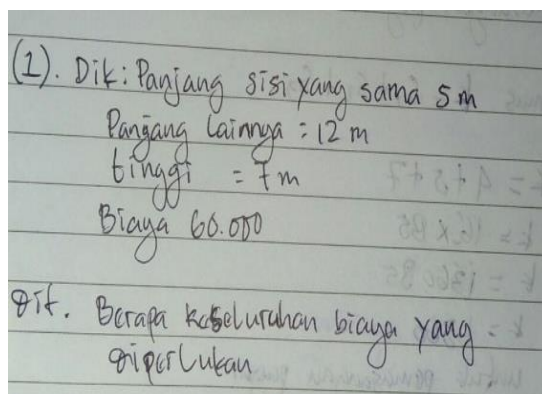 (1). Dik : Panjang sisi yang sama 5 m
Panjang lainnya = 12 m
tinggi = 7 m
Biaya 60.000
Dit. Berapa keseluruhan biaya yang
diperlukan